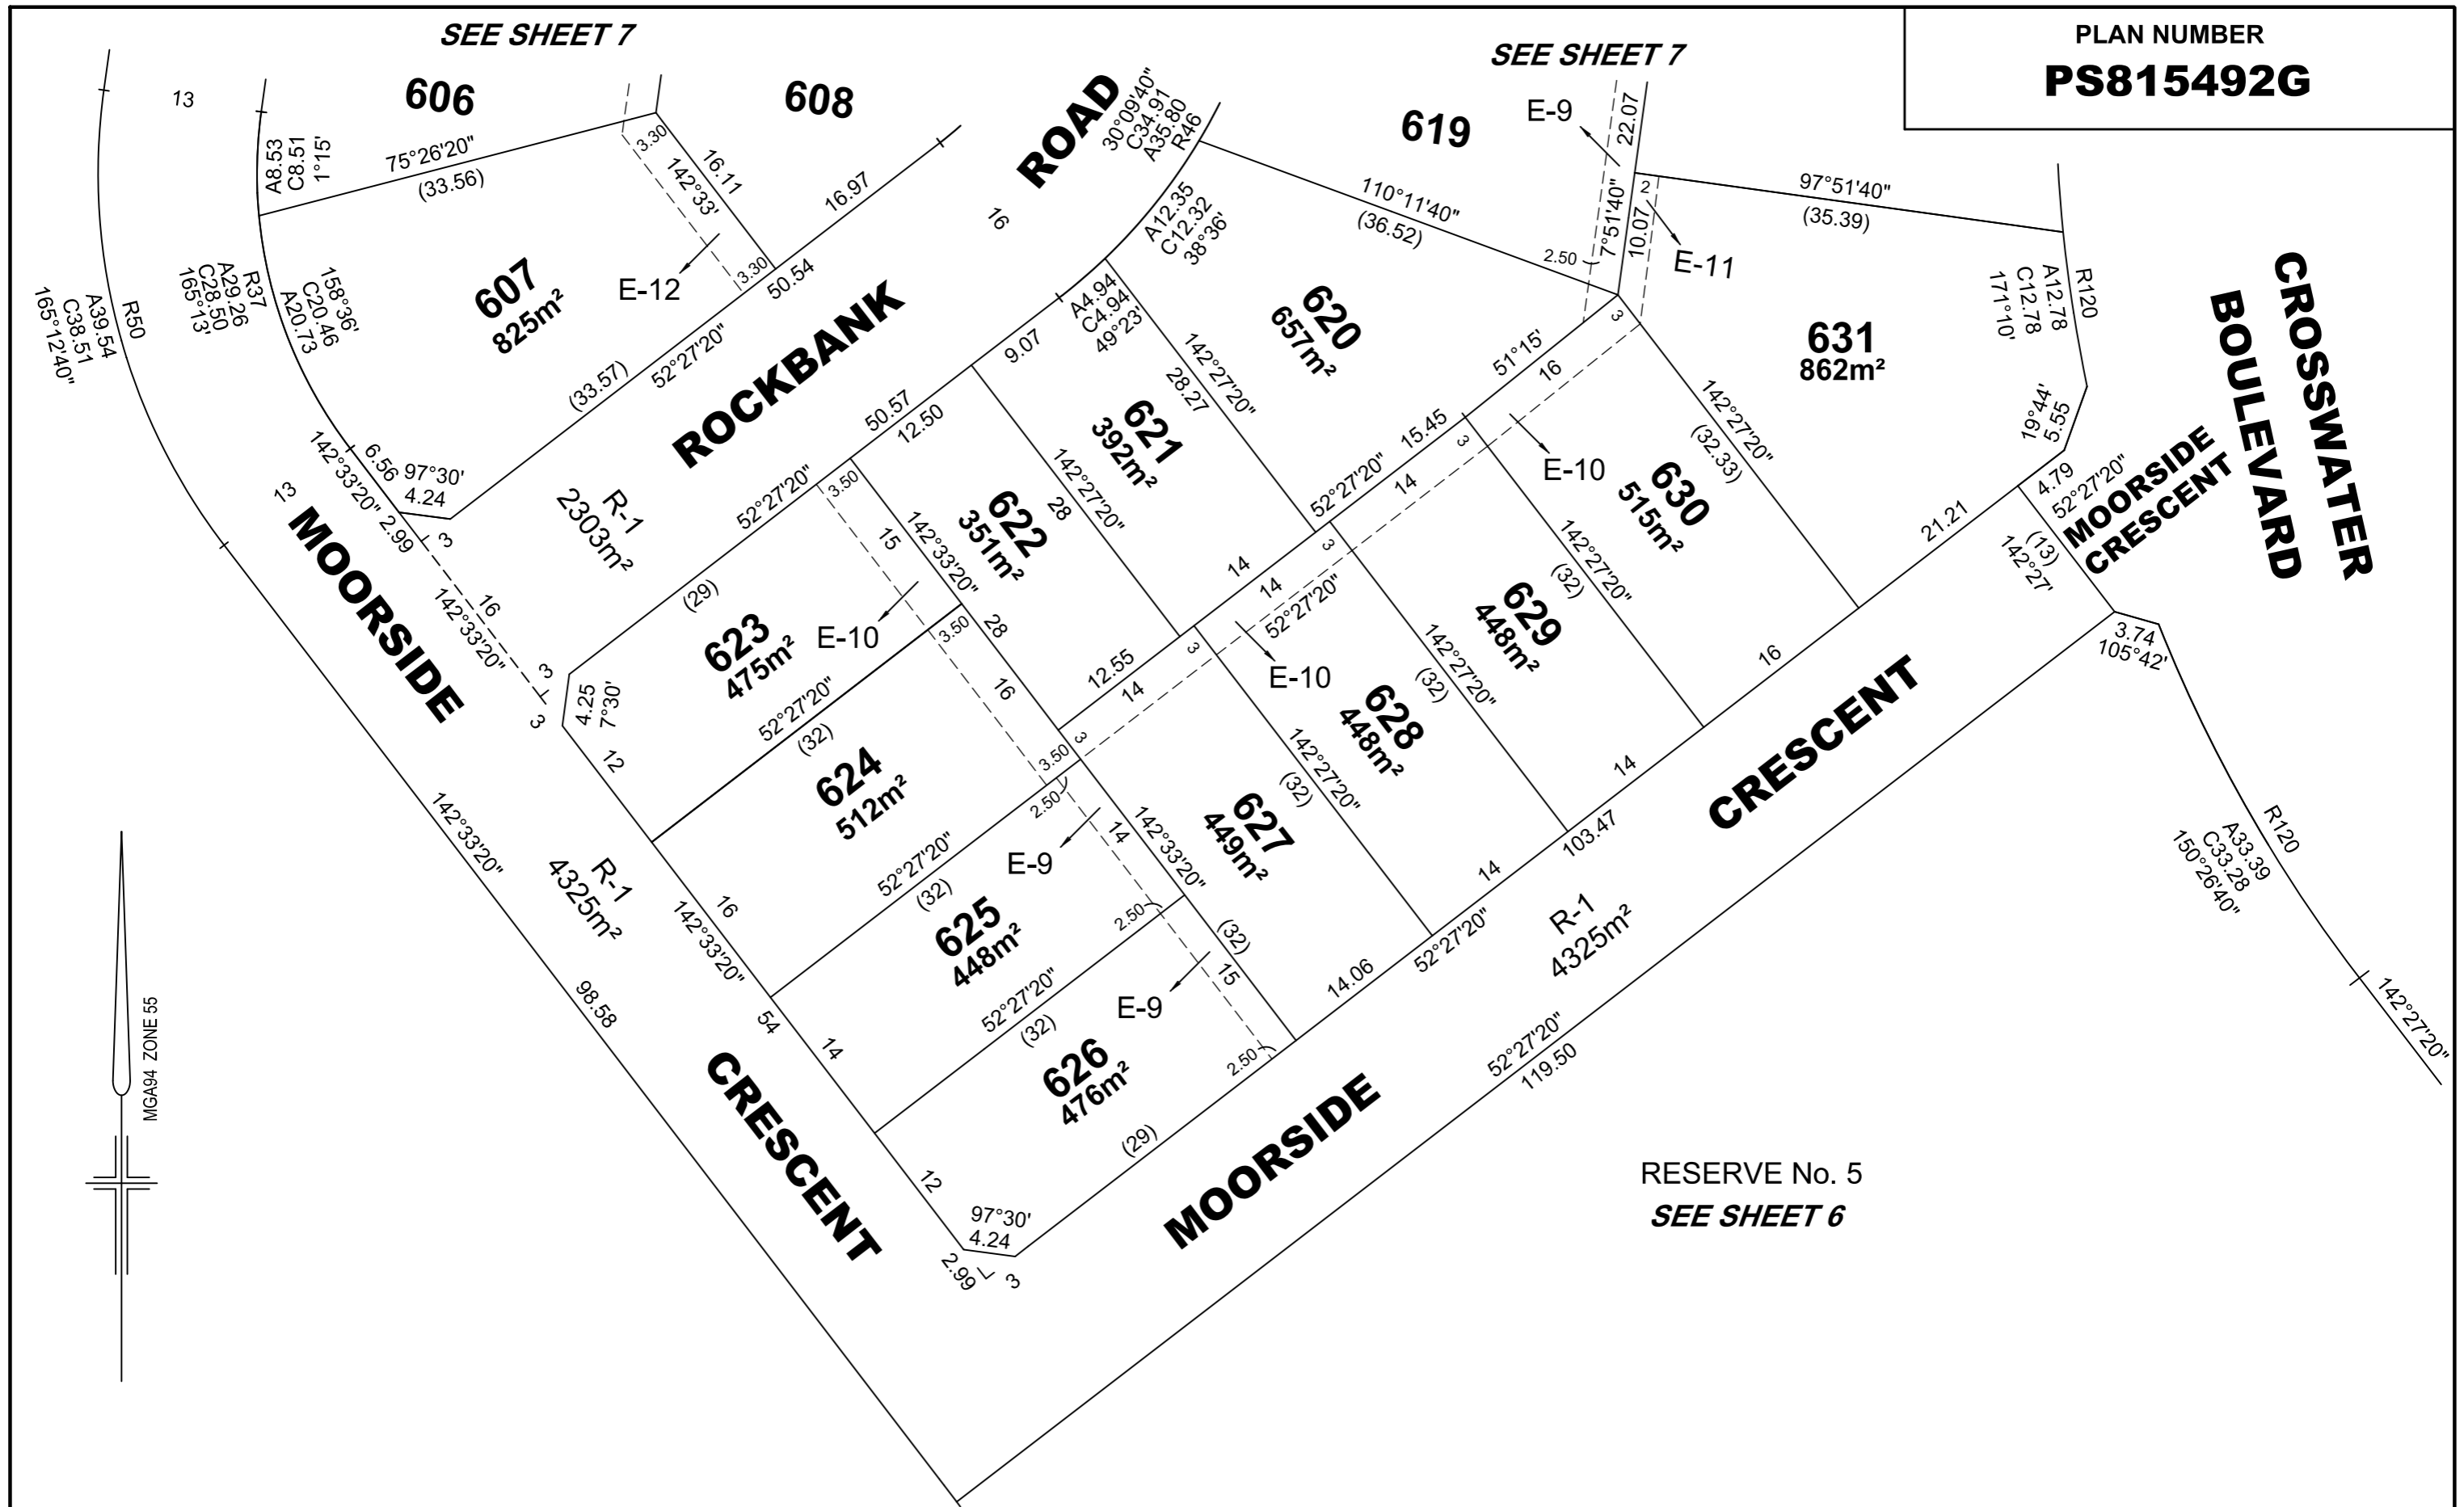 SEE SHEET 7
SEE SHEET 7
PLAN NUMBER
PS815492G
13
606
608
ROAD
30°09'40"
C34.91
A35.80
R46
619
E-9
22.07
A8.53
C8.51
1°15'
75°26'20"
(33.56)
3.30
142°33'
16.11
16.97
16
A12.35
C12.32
38°36'
110°11'40"
(36.52)
2.50
7°51'40"
10.07
2
E-11
97°51'40"
(35.39)
CROSSWATER
BOULEVARD
R50
A39.54
C38.51
165°12'40"
R37
A29.26
C28.50
165°13'
158°36'
C20.46
A20.73
607
825m²
E-12
3.30
50.54
(33.57)
52°27'20"
ROCKBANK
A4.94
C4.94
49°23'
9.07
620
657m²
142°27'20"
28.27
51°15'
3
16
631
862m²
R120
A12.78
C12.78
171°10'
19°44'
5.55
6.56
142°33'20"
97°30'
4.24
2.99
3
13
MOORSIDE
R-1
2303m²
50.57
12.50
52°27'20"
3.50
621
392m²
142°27'20"
28
15.45
52°27'20"
3
14
E-10
142°27'20"
(32.33)
630
515m²
4.79
52°27'20"
MOORSIDE
CRESCENT
(13)
142°27'
21.21
16
142°33'20"
3
3
(29)
15
142°33'20"
622
351m²
623
475m²
E-10
3.50
28
14
14
3
52°27'20"
629
448m²
142°27'20"
(32)
16
3.74
105°42'
4.25
7°30'
12
52°27'20"
(32)
16
12.55
14
3
E-10
628
448m²
142°27'20"
(32)
14
CRESCENT
624
512m²
3.50
3
2.50
142°27'20"
(32)
627
449m²
103.47
R120
A33.39
C33.28
150°26'40"
142°33'20"
R-1
4325m²
16
142°33'20"
52°27'20"
(32)
E-9
14
142°33'20"
14
52°27'20"
R-1
4325m²
98.58
54
625
448m²
2.50
(32)
15
14.06
142°27'20"
14
52°27'20"
(32)
E-9
626
476m²
2.50
52°27'20"
119.50
MGA94 ZONE 55
CRESCENT
12
(29)
MOORSIDE
97°30'
4.24
2.99
3
RESERVE No. 5
SEE SHEET 6